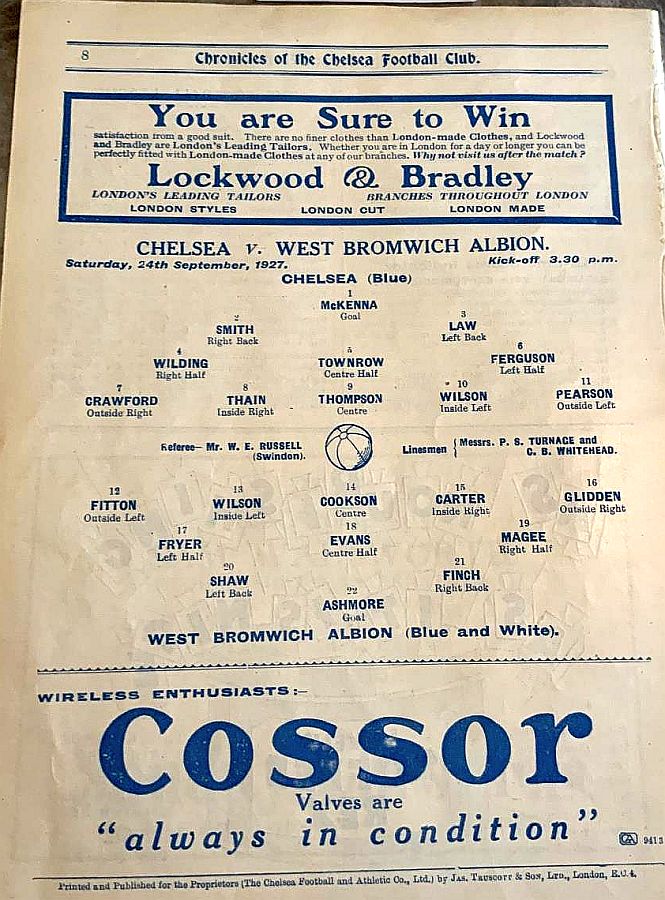 8
Chronicles of the Chelsea Football Club.
You are Sure to Win
satisfaction from a good suit. There are no finer clothes than London-made Clothes, and Lockwood
and Bradley are London's Leading Tailors. Whether you are in London for a day or longer you can be
perfectly fitted with London-made Clothes at any of our branches. Why not visit us after the match?
Lockwood & Bradley
LONDON'S LEADING TAILORS BRANCHES THROUGHOUT LONDON
LONDON STYLES LONDON CUT LONDON MADE
CHELSEA V. WEST BROMWICH ALBION.
Saturday, 24th September, 1927. Kick-off 3.30 p.m.
CHELSEA (Blue)
1
McKENNA
Goal
2 3
SMITH LAW
Right Back Left Back
4 5 6
WILDING TOWNROW FERGUSON
Right Half Centre Half Left Half
7 8 9 10 11
CRAWFORD THAIN THOMPSON WILSON PEARSON
Outside Right Inside Right Centre Inside Left Outside Left
Referee— Mr. W. E. RUSSELL Linesmen { Messrs. P. S. TURNAGE and
(Swindon). C. B. WHITEHEAD.
12 13 14 15 16
FITTON WILSON COOKSON CARTER GLIDDEN
Outside Left Inside Left Centre Inside Right Outside Right
17 18 19
FRYER EVANS MAGEE
Left Half Centre Half Right Half
20 21
SHAW FINCH
Left Back Right Back
22
ASHMORE
Goal
WEST BROMWICH ALBION (Blue and White).
WIRELESS ENTHUSIASTS:—
Cossor
Valves are
"always in condition"
9413
Printed and Published for the Proprietors (The Chelsea Football and Athletic Co., Ltd.) by JAS. TRUSCOTT & SON, LTD., London, E.C.4.